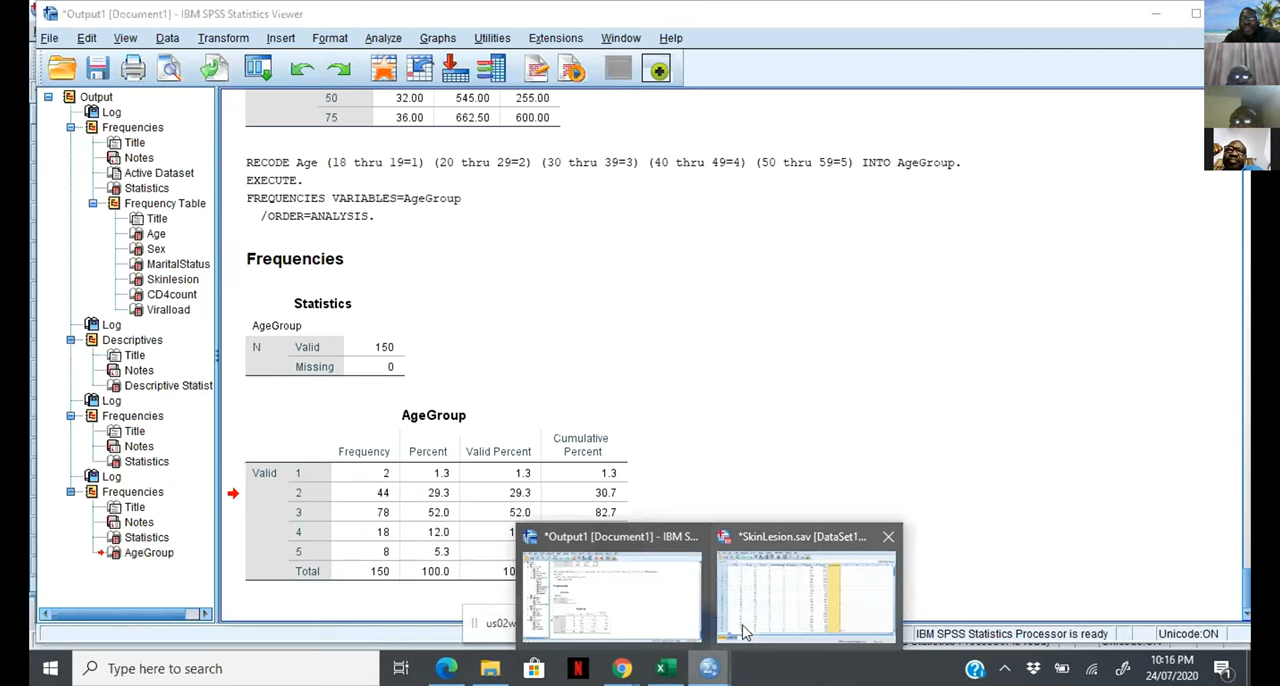 *Output1 [Document1] - IBM SPSS Statistics Viewer
File Edit View Data Transform Insert Format Analyze Graphs Utilities Extensions Window Help
Output
Log
Frequencies
Title
Notes
Active Dataset
Statistics
Frequency Table
Title
Age
Sex
MaritalStatus
Skinlesion
CD4count
Viralload
Log
Descriptives
Title
Notes
Descriptive Statist
Log
Frequencies
Title
Notes
Statistics
Log
Frequencies
Title
Notes
Statistics
AgeGroup
50 32.00 545.00 255.00
75 36.00 662.50 600.00
RECODE Age (18 thru 19=1) (20 thru 29=2) (30 thru 39=3) (40 thru 49=4) (50 thru 59=5) INTO AgeGroup.
EXECUTE.
FREQUENCIES VARIABLES=AgeGroup
/ORDER=ANALYSIS.
Frequencies
Statistics
AgeGroup
N Valid 150
Missing 0
AgeGroup
Frequency Percent Valid Percent Cumulative Percent
Valid 1 2 1.3 1.3 1.3
2 44 29.3 29.3 30.7
3 78 52.0 52.0 82.7
4 18 12.0 1
5 8 5.3
Total 150 100.0 10
*Output1 [Document1] - IBM S...
*SkinLesion.sav [DataSet1...
us02w
IBM SPSS Statistics Processor is ready Unicode:ON
Type here to search
10:16 PM
24/07/2020